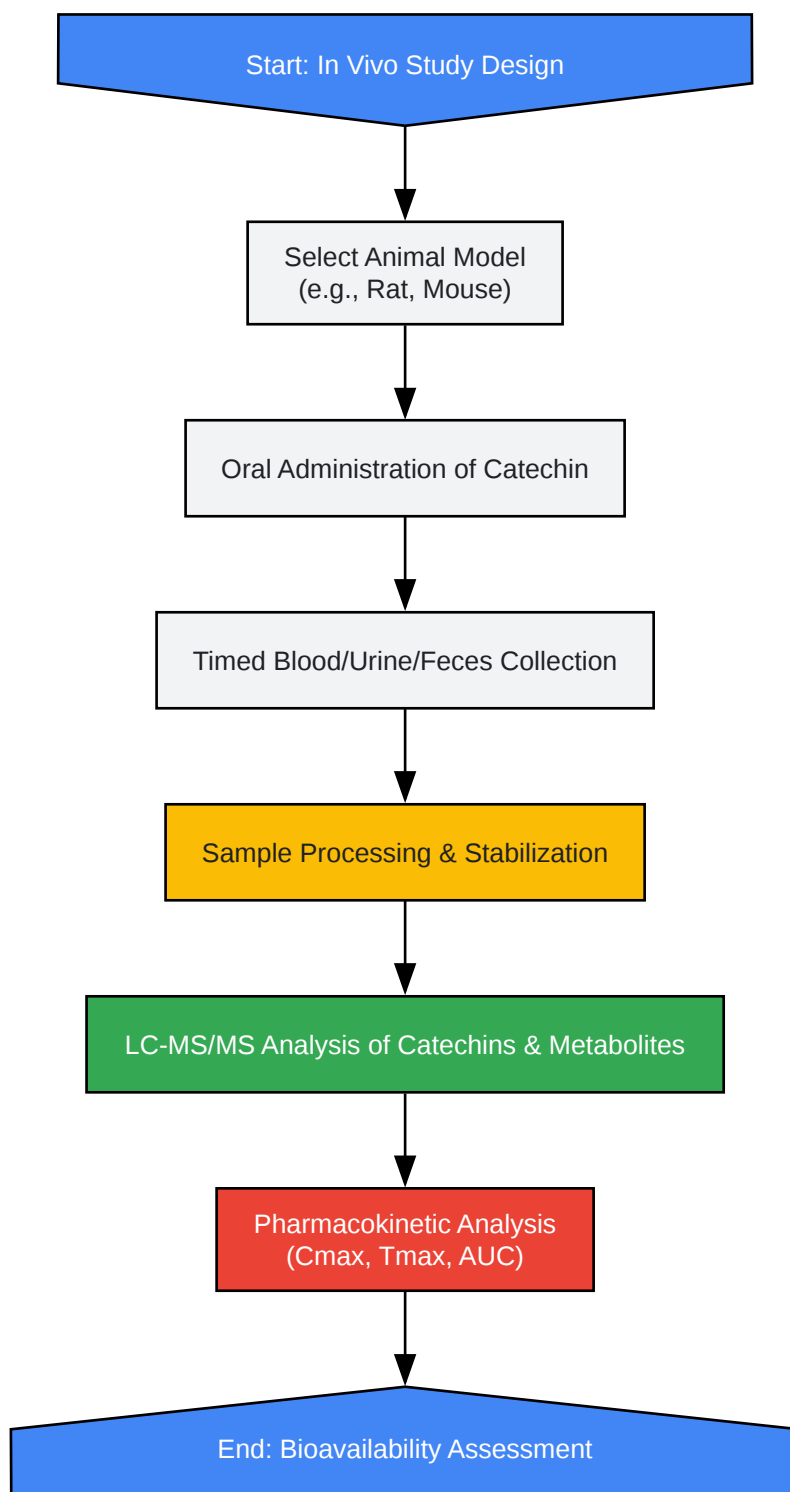 Start: In Vivo Study Design
Select Animal Model
(e.g., Rat, Mouse)
Oral Administration of Catechin
Timed Blood/Urine/Feces Collection
Sample Processing & Stabilization
LC-MS/MS Analysis of Catechins & Metabolites
Pharmacokinetic Analysis
(Cmax, Tmax, AUC)
End: Bioavailability Assessment